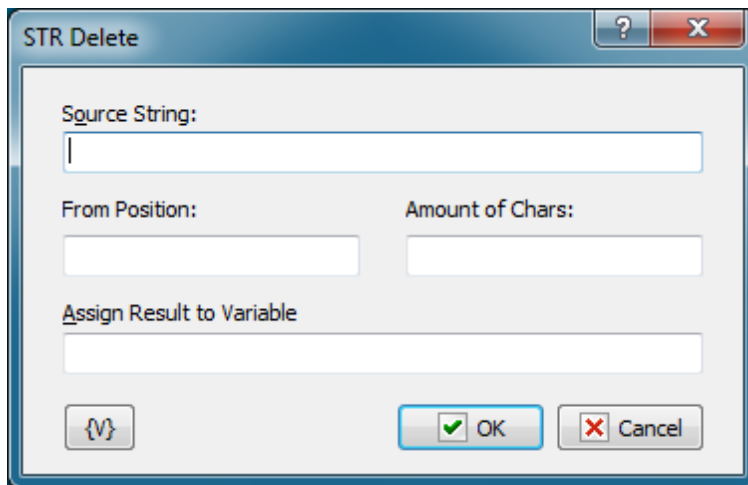 STR Delete
?
Source String:
From Position: Amount of Chars:
Assign Result to Variable
{V} OK Cancel